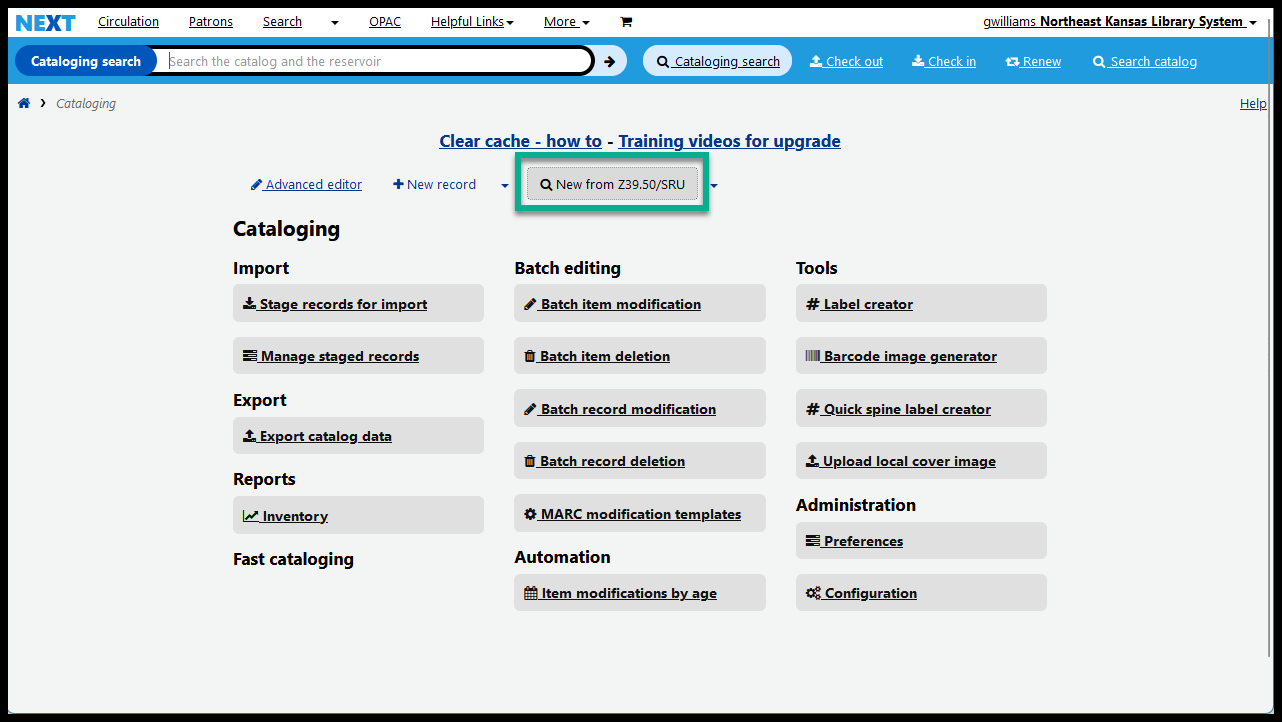 NEXT Circulation Patrons Search OPAC Helpful Links More qwilliams Northeast Kansas Library System
Cataloging search Search the catalog and the reservoir Cataloging search Check out Check in Renew Search catalog
Cataloging Help
Clear cache - how to - Training videos for upgrade
Advanced editor New record New from Z39.50/SRU
Cataloging
Import
Stage records for import
Manage staged records
Export
Export catalog data
Reports
Inventory
Fast cataloging
Batch editing
Batch item modification
Batch item deletion
Batch record modification
Batch record deletion
MARC modification templates
Automation
Item modifications by age
Tools
Label creator
Barcode image generator
Quick spine label creator
Upload local cover image
Administration
Preferences
Configuration